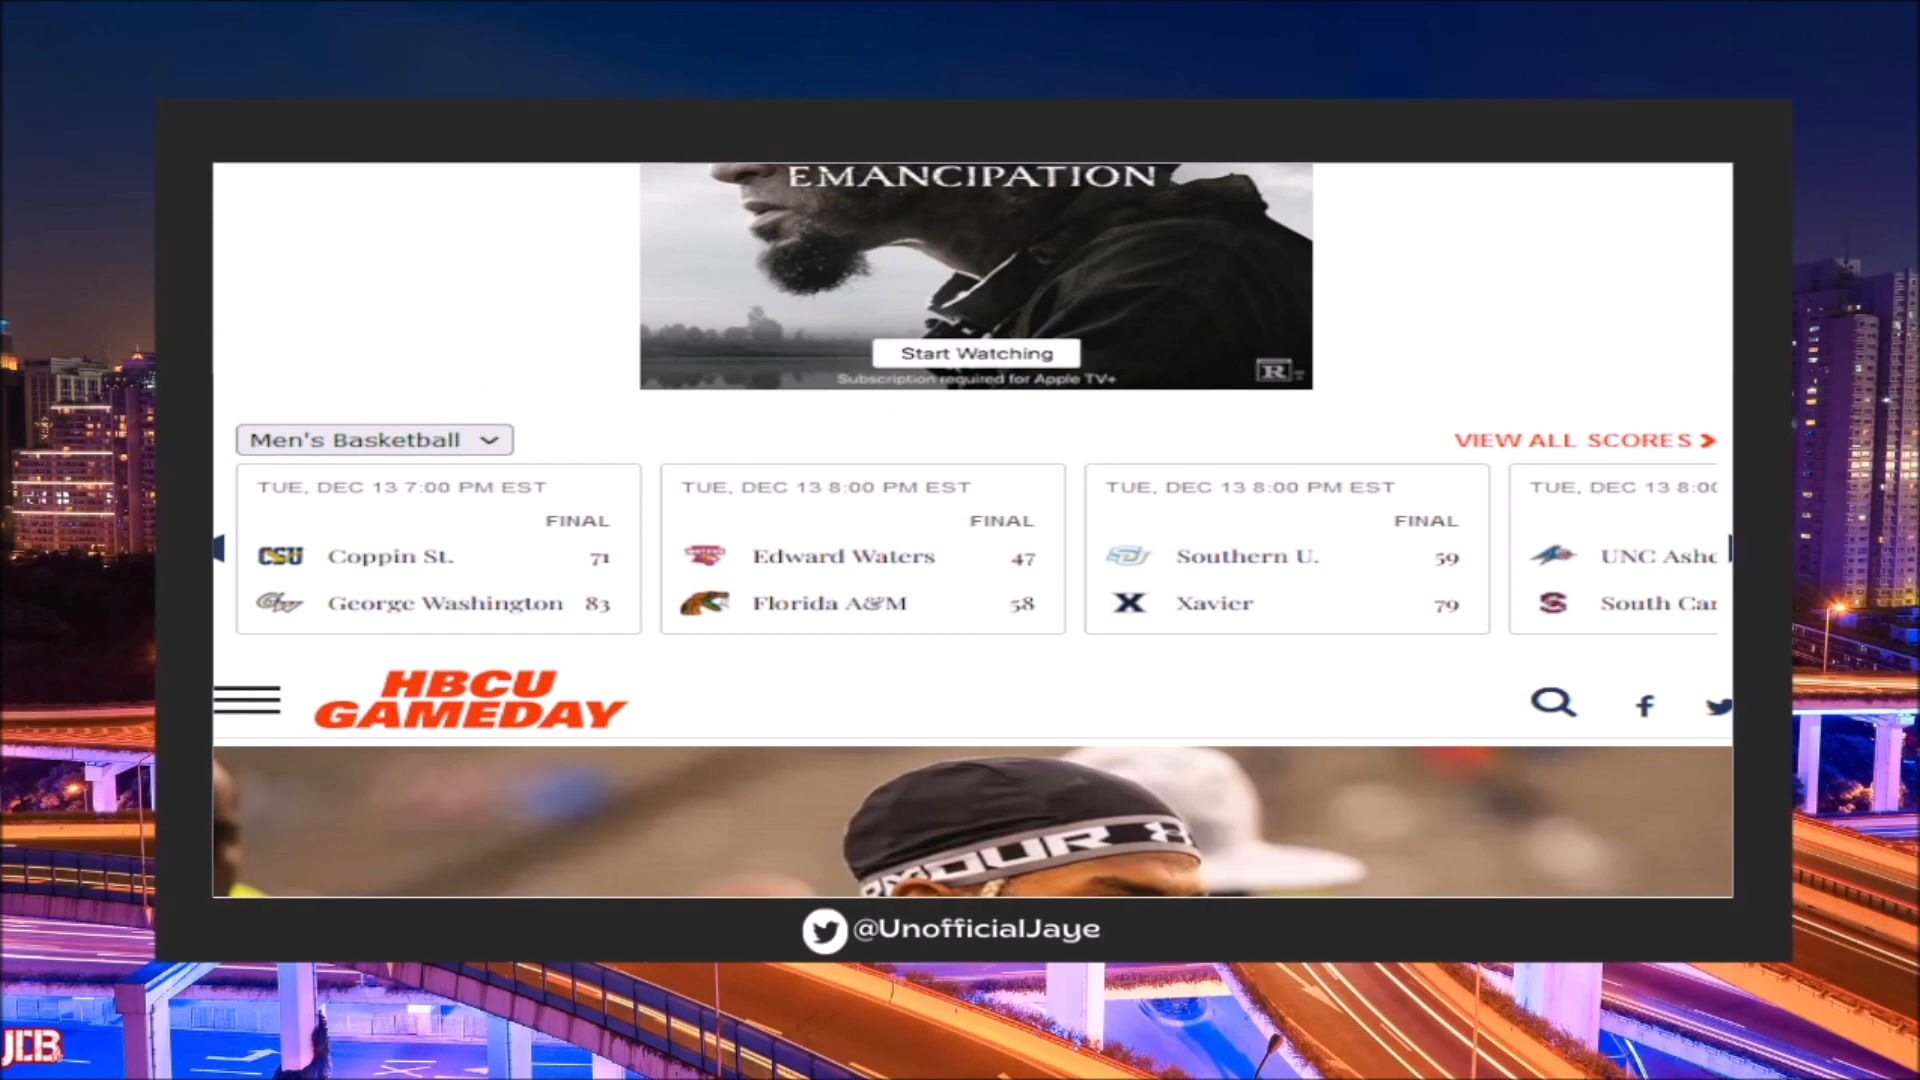 EMANCIPATION
Start Watching
Subscription required for Apple TV+
R
Men's Basketball
VIEW ALL SCORES
TUE, DEC 13 7:00 PM EST
FINAL
CSU Coppin St. 71
GW George Washington 83
TUE, DEC 13 8:00 PM EST
FINAL
Edward Waters 47
Florida A&M 58
TUE, DEC 13 8:00 PM EST
FINAL
SU Southern U. 59
X Xavier 79
TUE, DEC 13 8:00
UNC Ashe
S South Car
HBCU
GAMEDAY
@UnofficialJaye
JCB